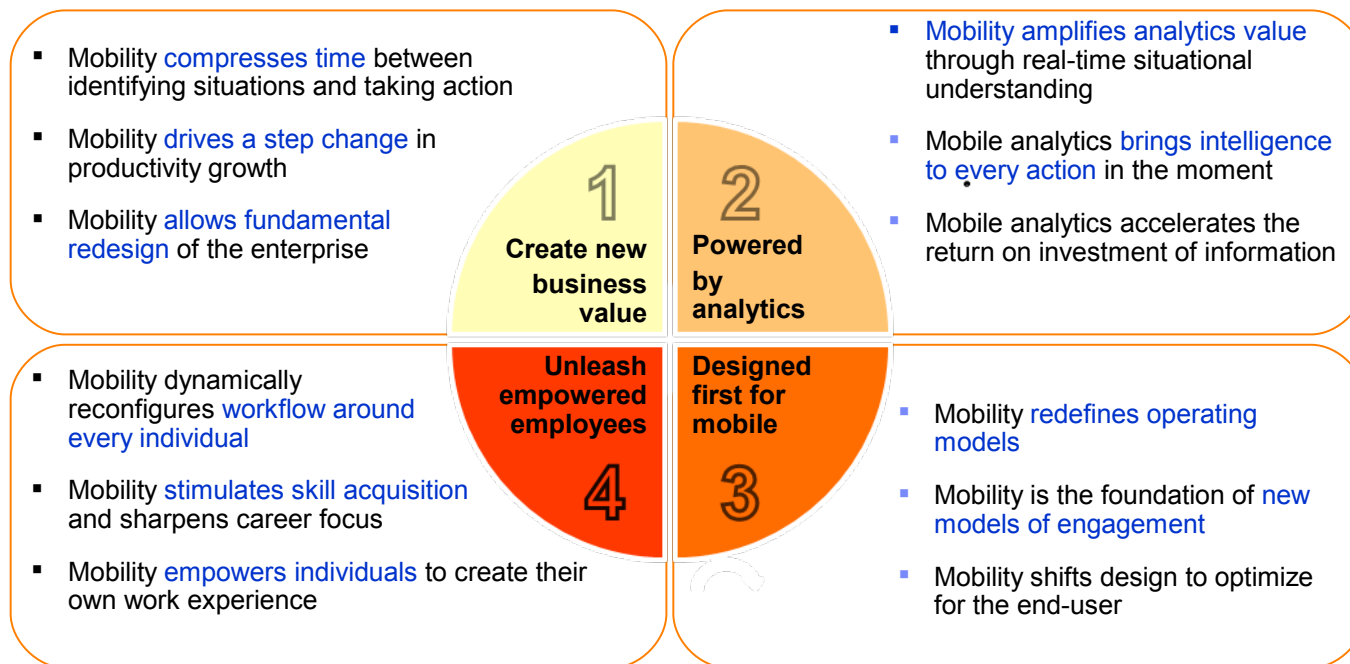 ▪ Mobility compresses time between
identifying situations and taking action
▪ Mobility drives a step change in
productivity growth
▪ Mobility allows fundamental
redesign of the enterprise
▪ Mobility amplifies analytics value
through real-time situational
understanding
▪ Mobile analytics brings intelligence
to every action in the moment
▪ Mobile analytics accelerates the
return on investment of information
1
Create new
business
value
2
Powered
by
analytics
Unleash
empowered
employees
4
Designed
first for
mobile
3
▪ Mobility dynamically
reconfigures workflow around
every individual
▪ Mobility stimulates skill acquisition
and sharpens career focus
▪ Mobility empowers individuals to create their
own work experience
▪ Mobility redefines operating
models
▪ Mobility is the foundation of new
models of engagement
▪ Mobility shifts design to optimize
for the end-user